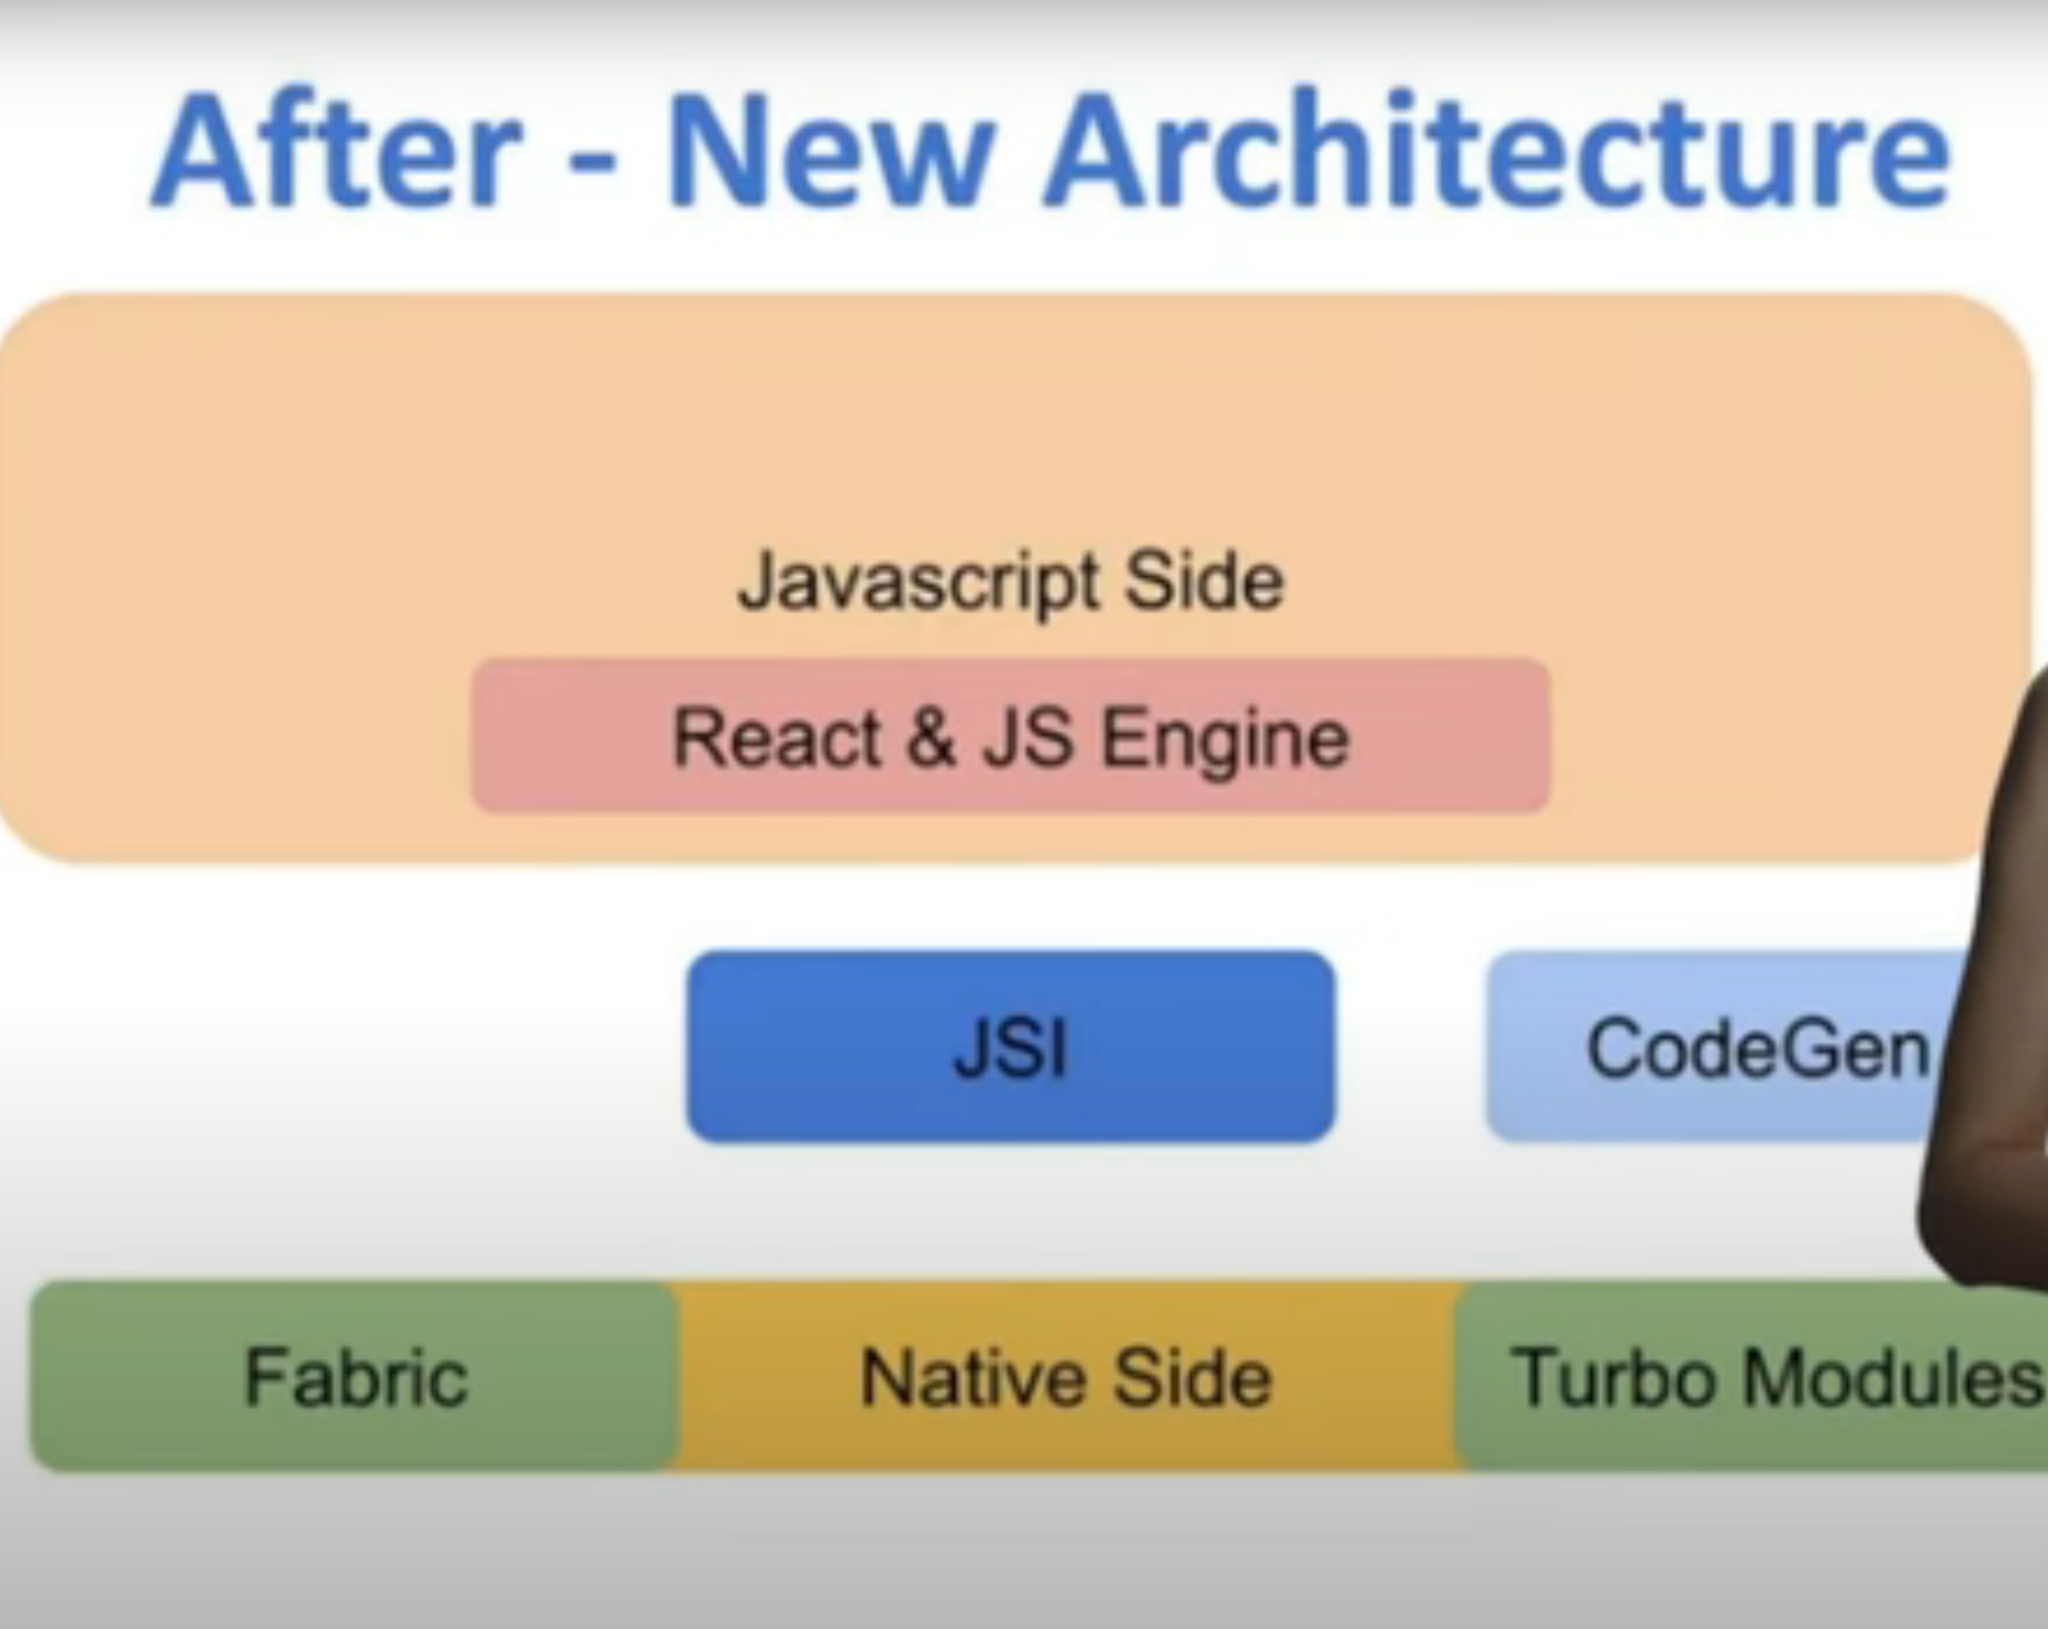 After - New Architecture
Javascript Side
React & JS Engine
JSI
CodeGen
Fabric
Native Side
Turbo Modules